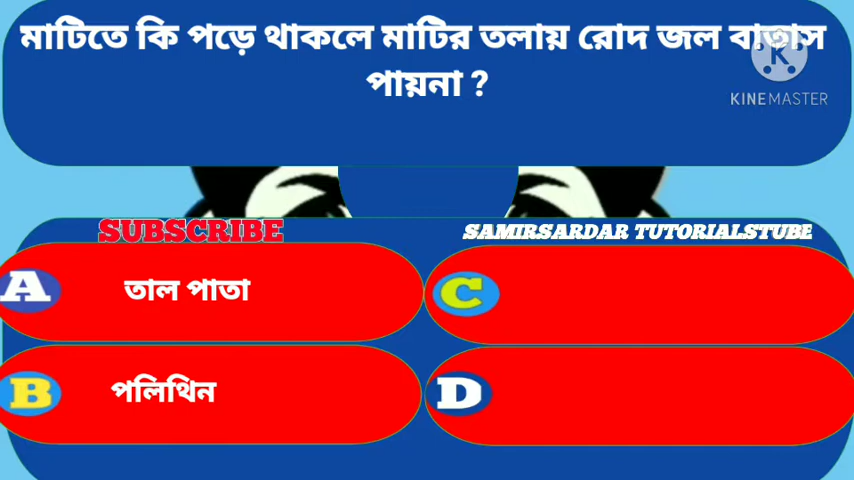 মাটিতে কি পড়ে থাকলে মাটির তলায় রোদ জল বাতাস
পায়না ?
KINEMASTER
SUBSCRIBE
SAMIRSARDAR TUTORIALSTUBE
A তাল পাতা
C
B পলিথিন
D